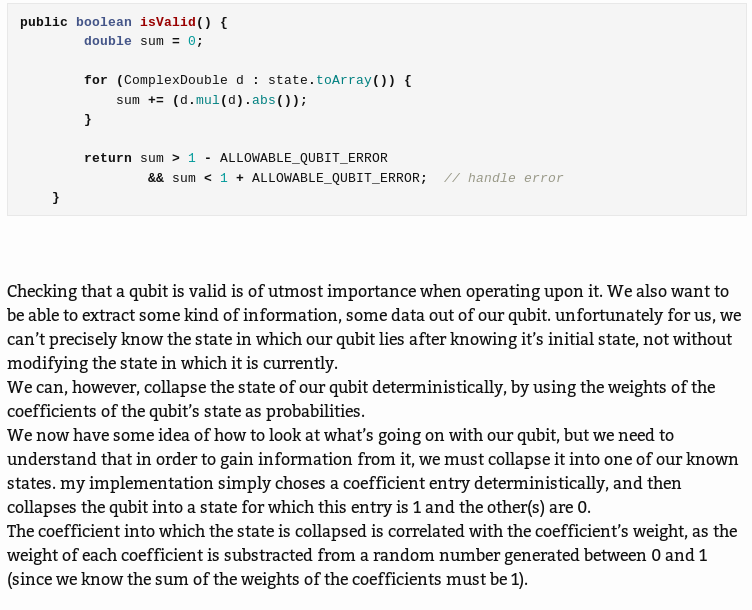 public boolean isValid() {
double sum = 0;
for (ComplexDouble d : state.toArray()) {
sum += (d.mul(d).abs());
}
return sum > 1 - ALLOWABLE_QUBIT_ERROR
&& sum < 1 + ALLOWABLE_QUBIT_ERROR;  // handle error
}
Checking that a qubit is valid is of utmost importance when operating upon it. We also want to
be able to extract some kind of information, some data out of our qubit. unfortunately for us, we
can’t precisely know the state in which our qubit lies after knowing it’s initial state, not without
modifying the state in which it is currently.
We can, however, collapse the state of our qubit deterministically, by using the weights of the
coefficients of the qubit’s state as probabilities.
We now have some idea of how to look at what’s going on with our qubit, but we need to
understand that in order to gain information from it, we must collapse it into one of our known
states. my implementation simply choses a coefficient entry deterministically, and then
collapses the qubit into a state for which this entry is 1 and the other(s) are 0.
The coefficient into which the state is collapsed is correlated with the coefficient’s weight, as the
weight of each coefficient is substracted from a random number generated between 0 and 1
(since we know the sum of the weights of the coefficients must be 1).